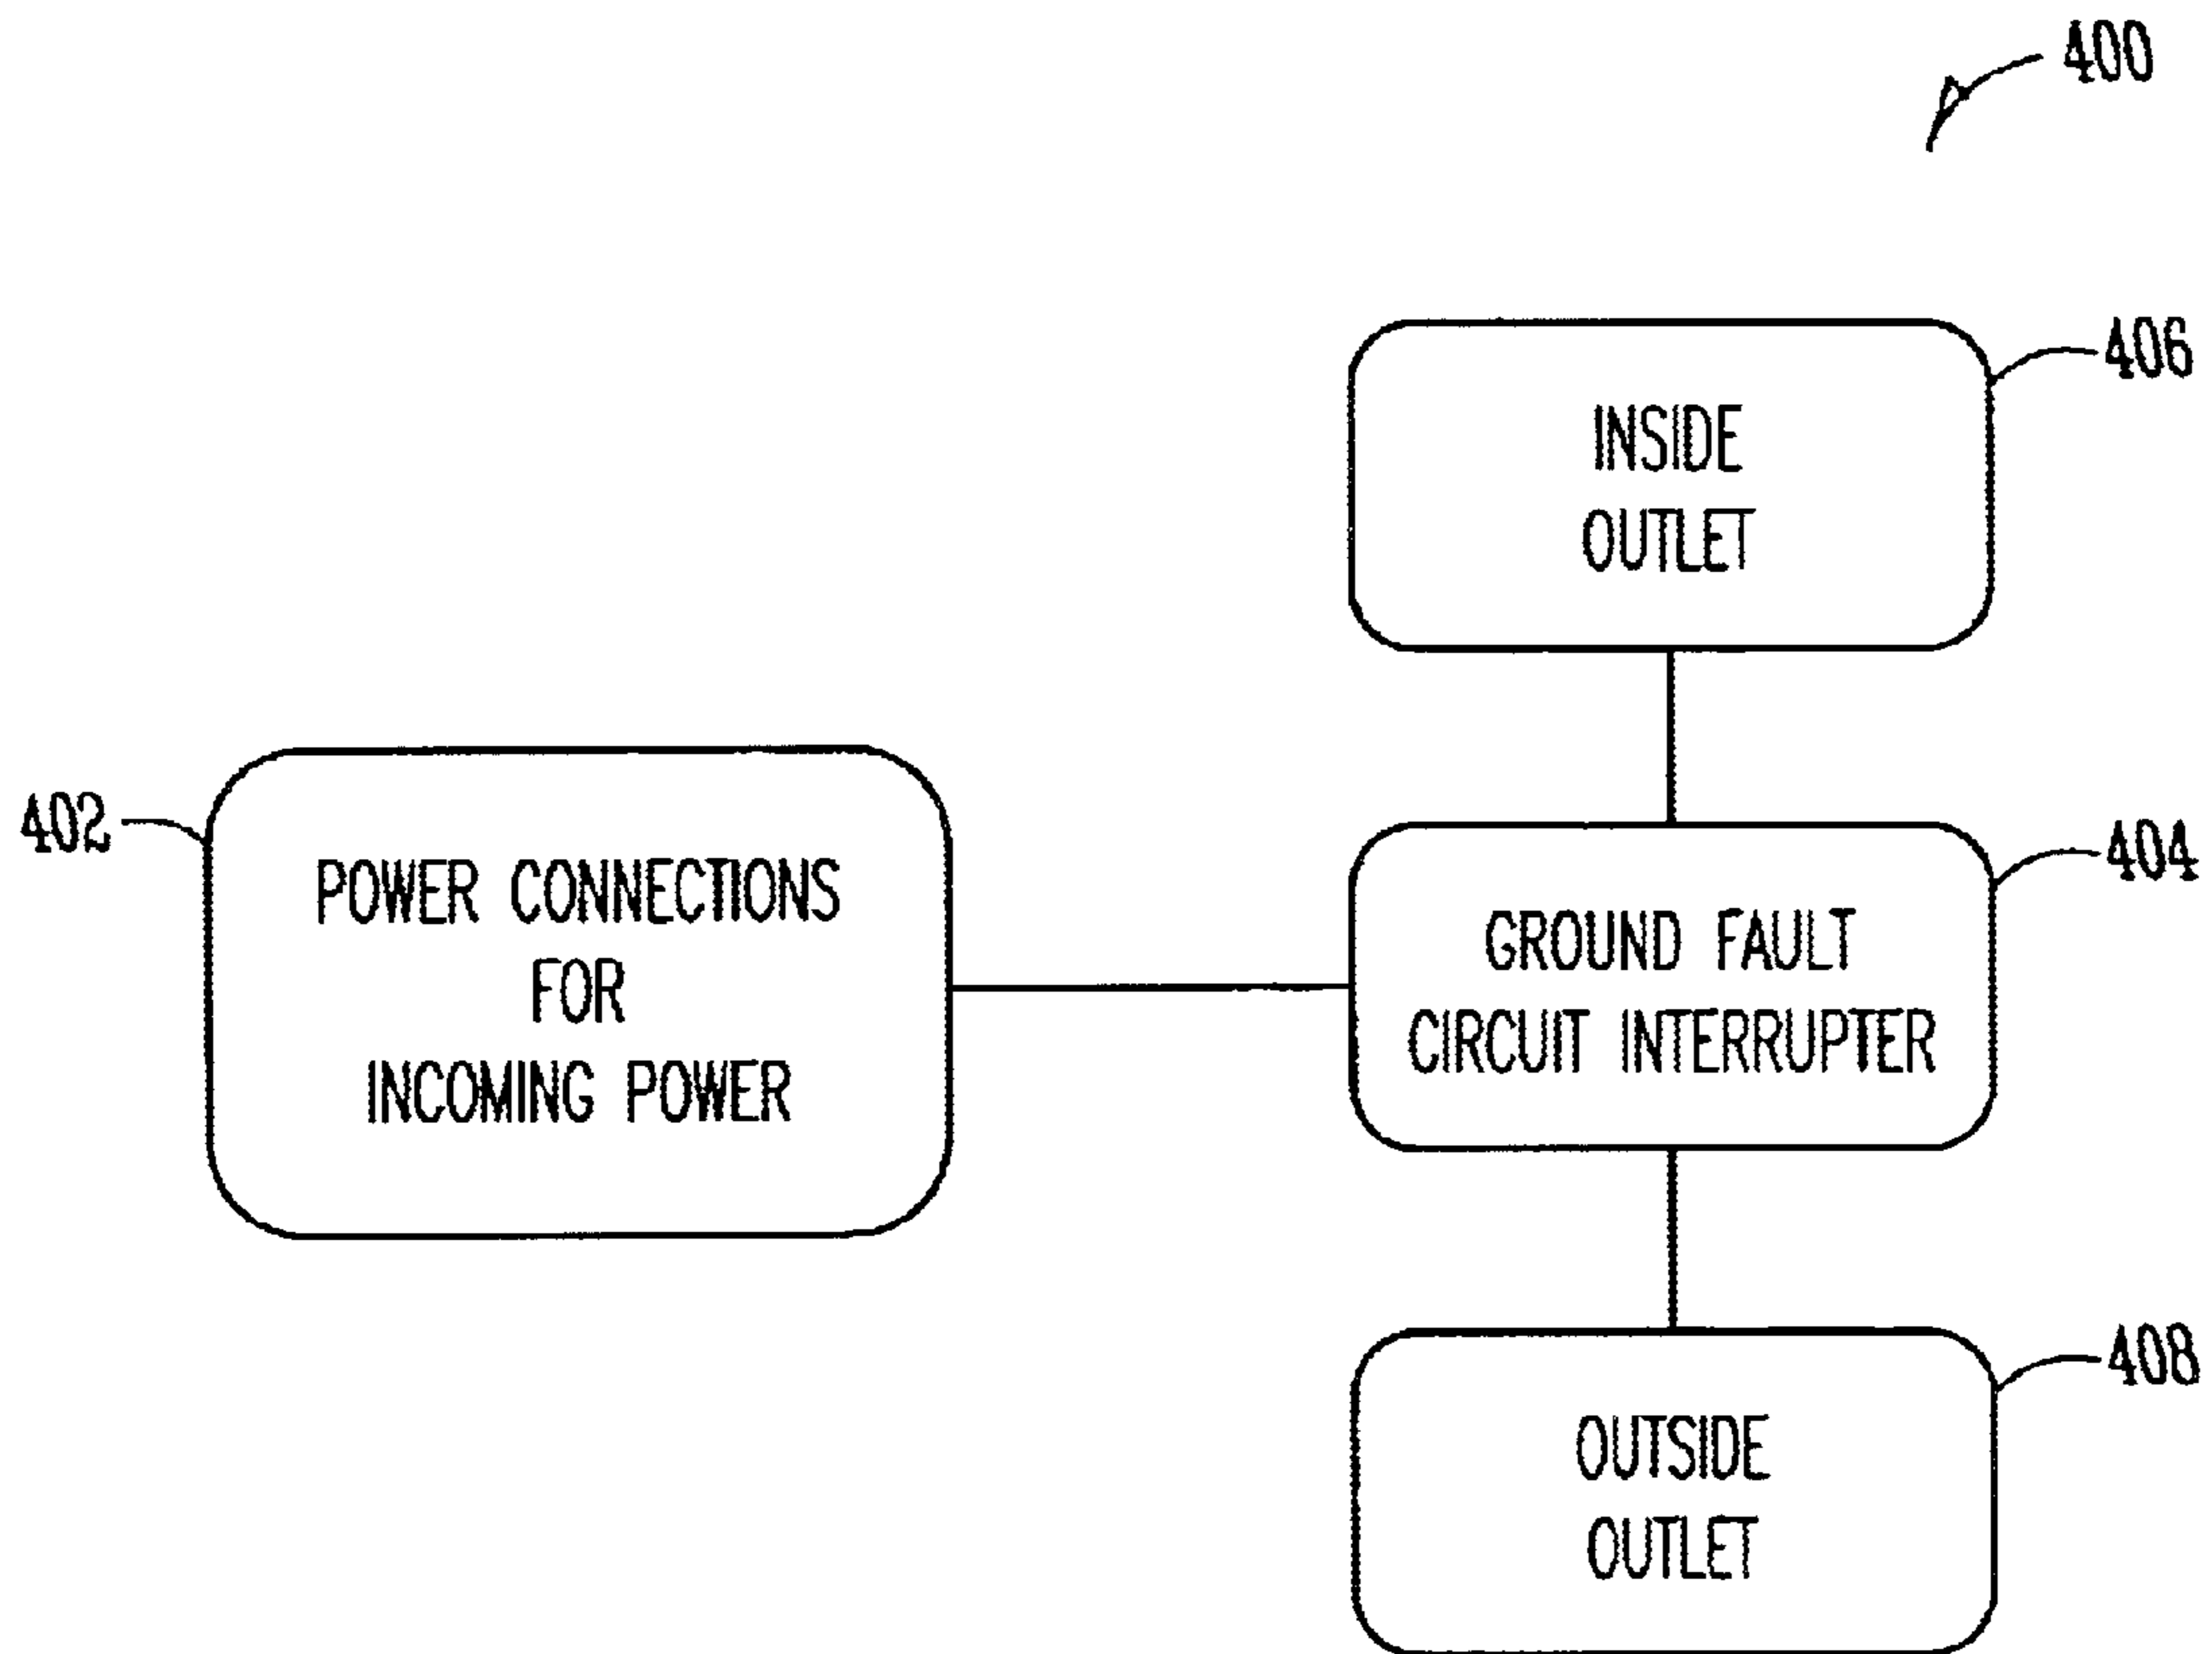 400
INSIDE
OUTLET
406
402
POWER CONNECTIONS
FOR
INCOMING POWER
GROUND FAULT
CIRCUIT INTERRUPTER
404
OUTSIDE
OUTLET
408